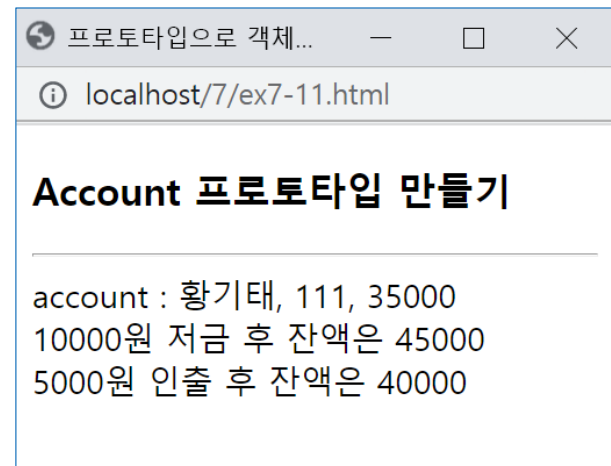 프로토타입으로 객체...
localhost/7/ex7-11.html
Account 프로토타입 만들기
account : 황기태, 111, 35000
10000원 저금 후 잔액은 45000
5000원 인출 후 잔액은 40000